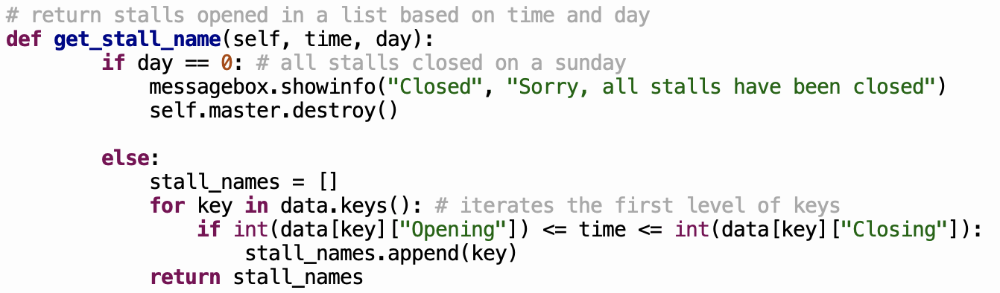 # return stalls opened in a list based on time and day
def get_stall_name(self, time, day):
        if day == 0: # all stalls closed on a sunday
            messagebox.showinfo("Closed", "Sorry, all stalls have been closed")
            self.master.destroy()

        else:
            stall_names = []
            for key in data.keys(): # iterates the first level of keys
                if int(data[key]["Opening"]) <= time <= int(data[key]["Closing"]):
                    stall_names.append(key)
            return stall_names